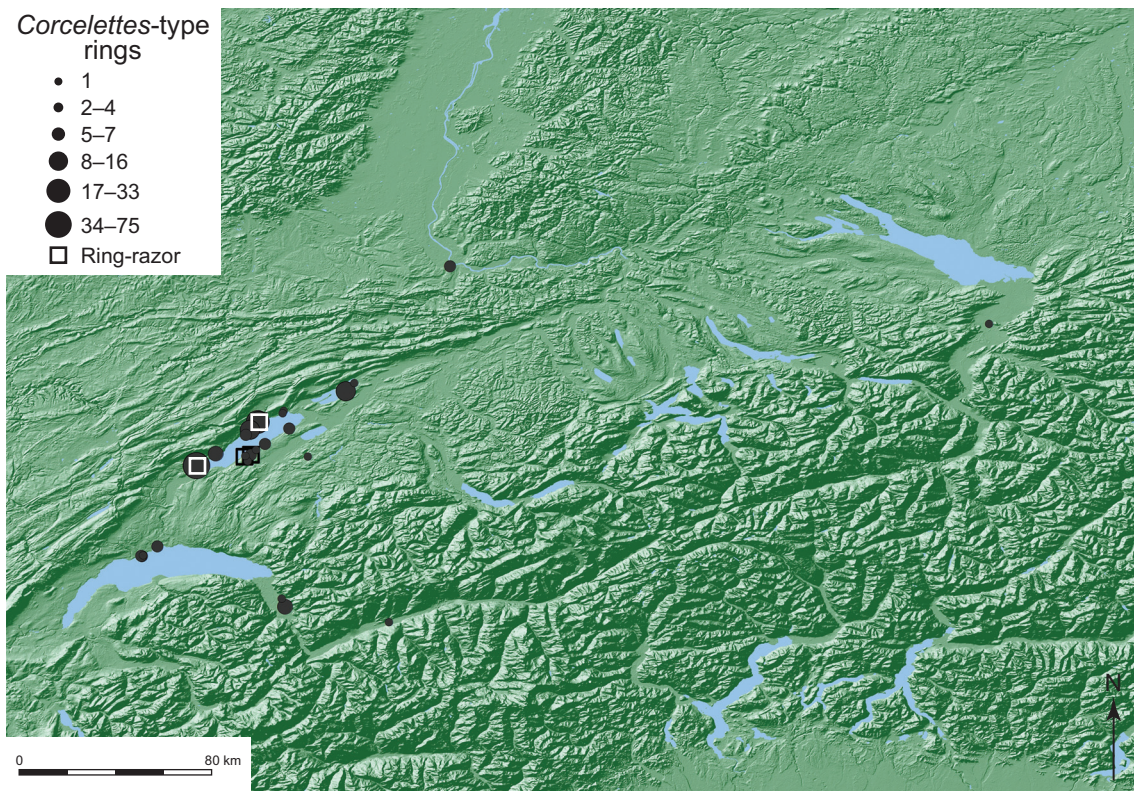 Corcelettes-type
rings
1
2–4
5–7
8–16
17–33
34–75
Ring-razor
N
0 80 km